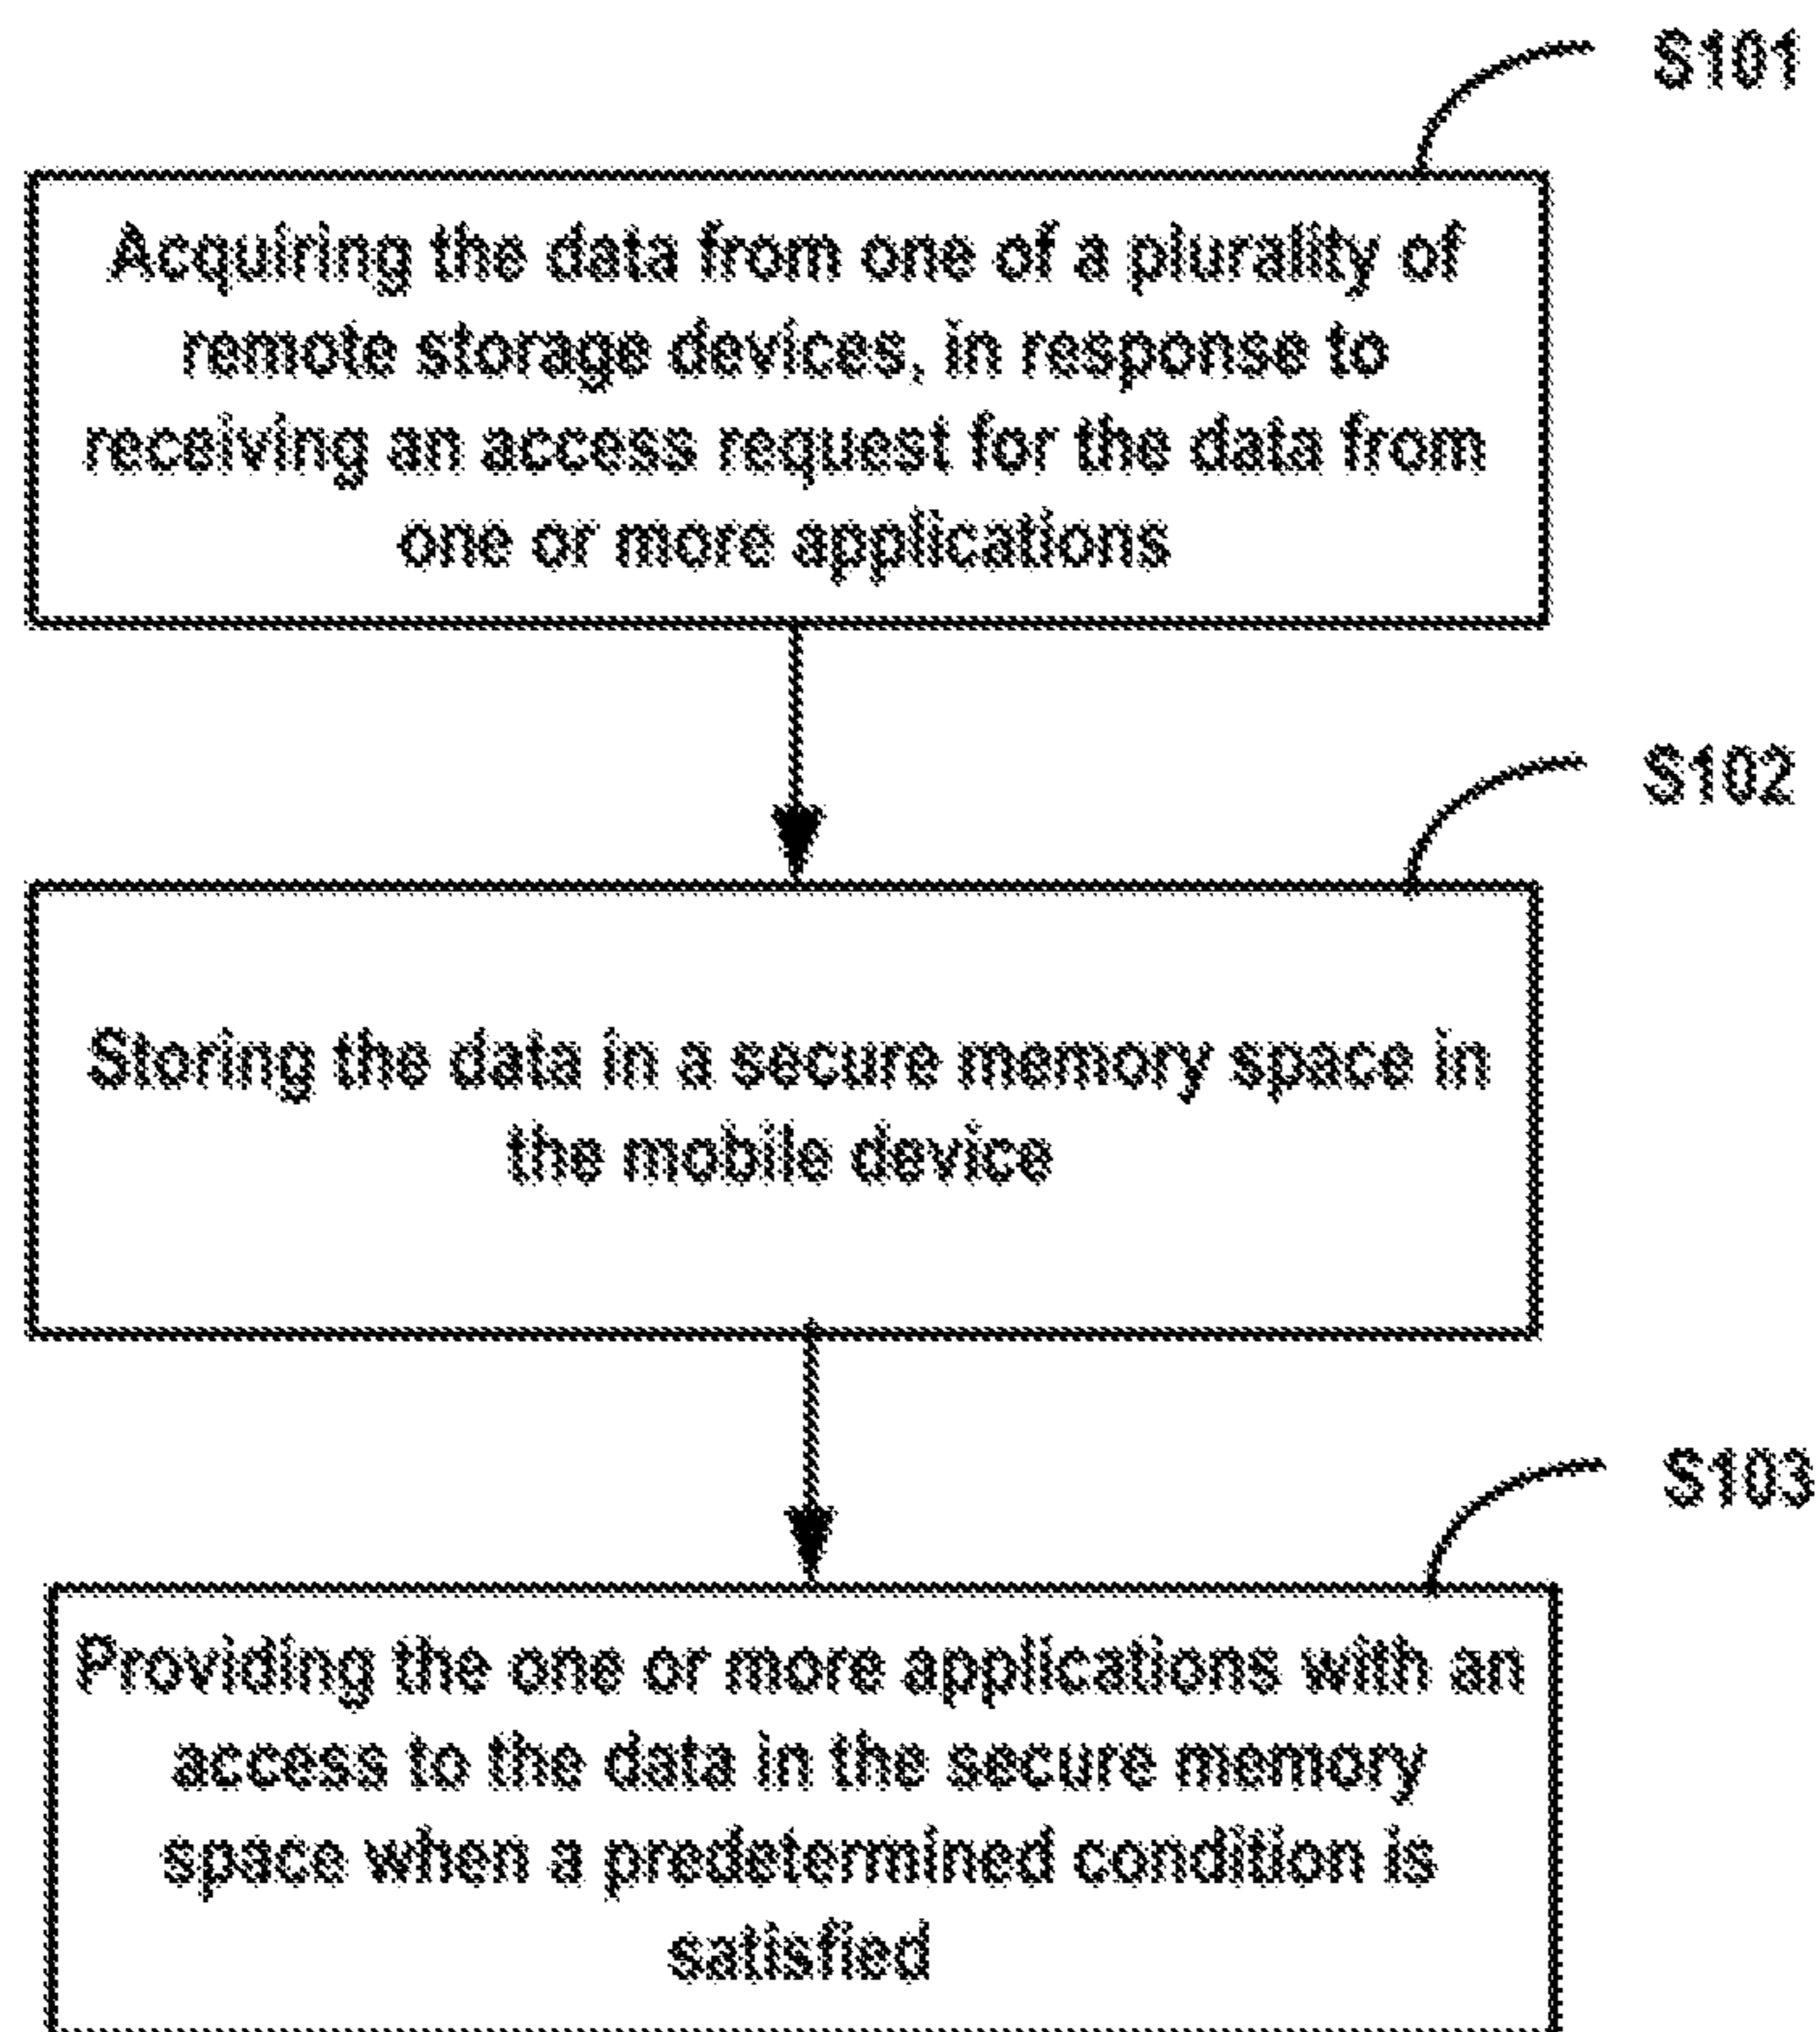 S101
Acquiring the data from one of a plurality of
remote storage devices, in response to
receiving an access request for the data from
one or more applications
S102
Storing the data in a secure memory space in
the mobile device
S103
Providing the one or more applications with an
access to the data in the secure memory
space when a predetermined condition is
satisfied